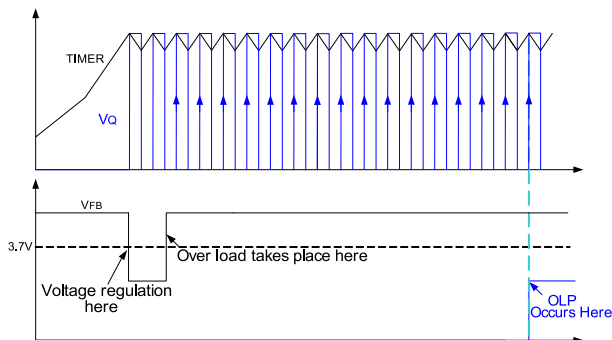 TIMER
VQ
VFB
3.7V
Over load takes place here
Voltage regulation
here
OLP
Occurs Here